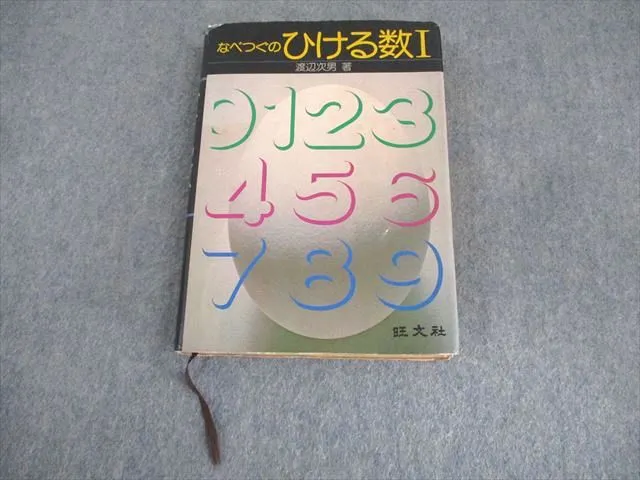 なべつぐのひける数I
渡辺次男 著
0123
456
789
旺文社